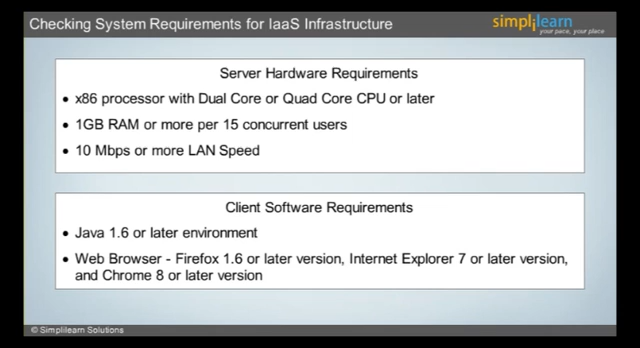 Checking System Requirements for IaaS Infrastructure
simplilearn
your pace, your place
Server Hardware Requirements
• x86 processor with Dual Core or Quad Core CPU or later
• 1GB RAM or more per 15 concurrent users
• 10 Mbps or more LAN Speed
Client Software Requirements
• Java 1.6 or later environment
• Web Browser - Firefox 1.6 or later version, Internet Explorer 7 or later version,
and Chrome 8 or later version
© Simplilearn Solutions